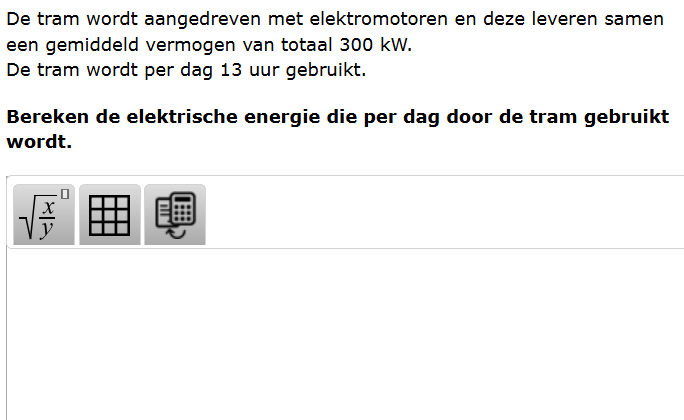 De tram wordt aangedreven met elektromotoren en deze leveren samen
een gemiddeld vermogen van totaal 300 kW.
De tram wordt per dag 13 uur gebruikt.
Bereken de elektrische energie die per dag door de tram gebruikt
wordt.
√x/y